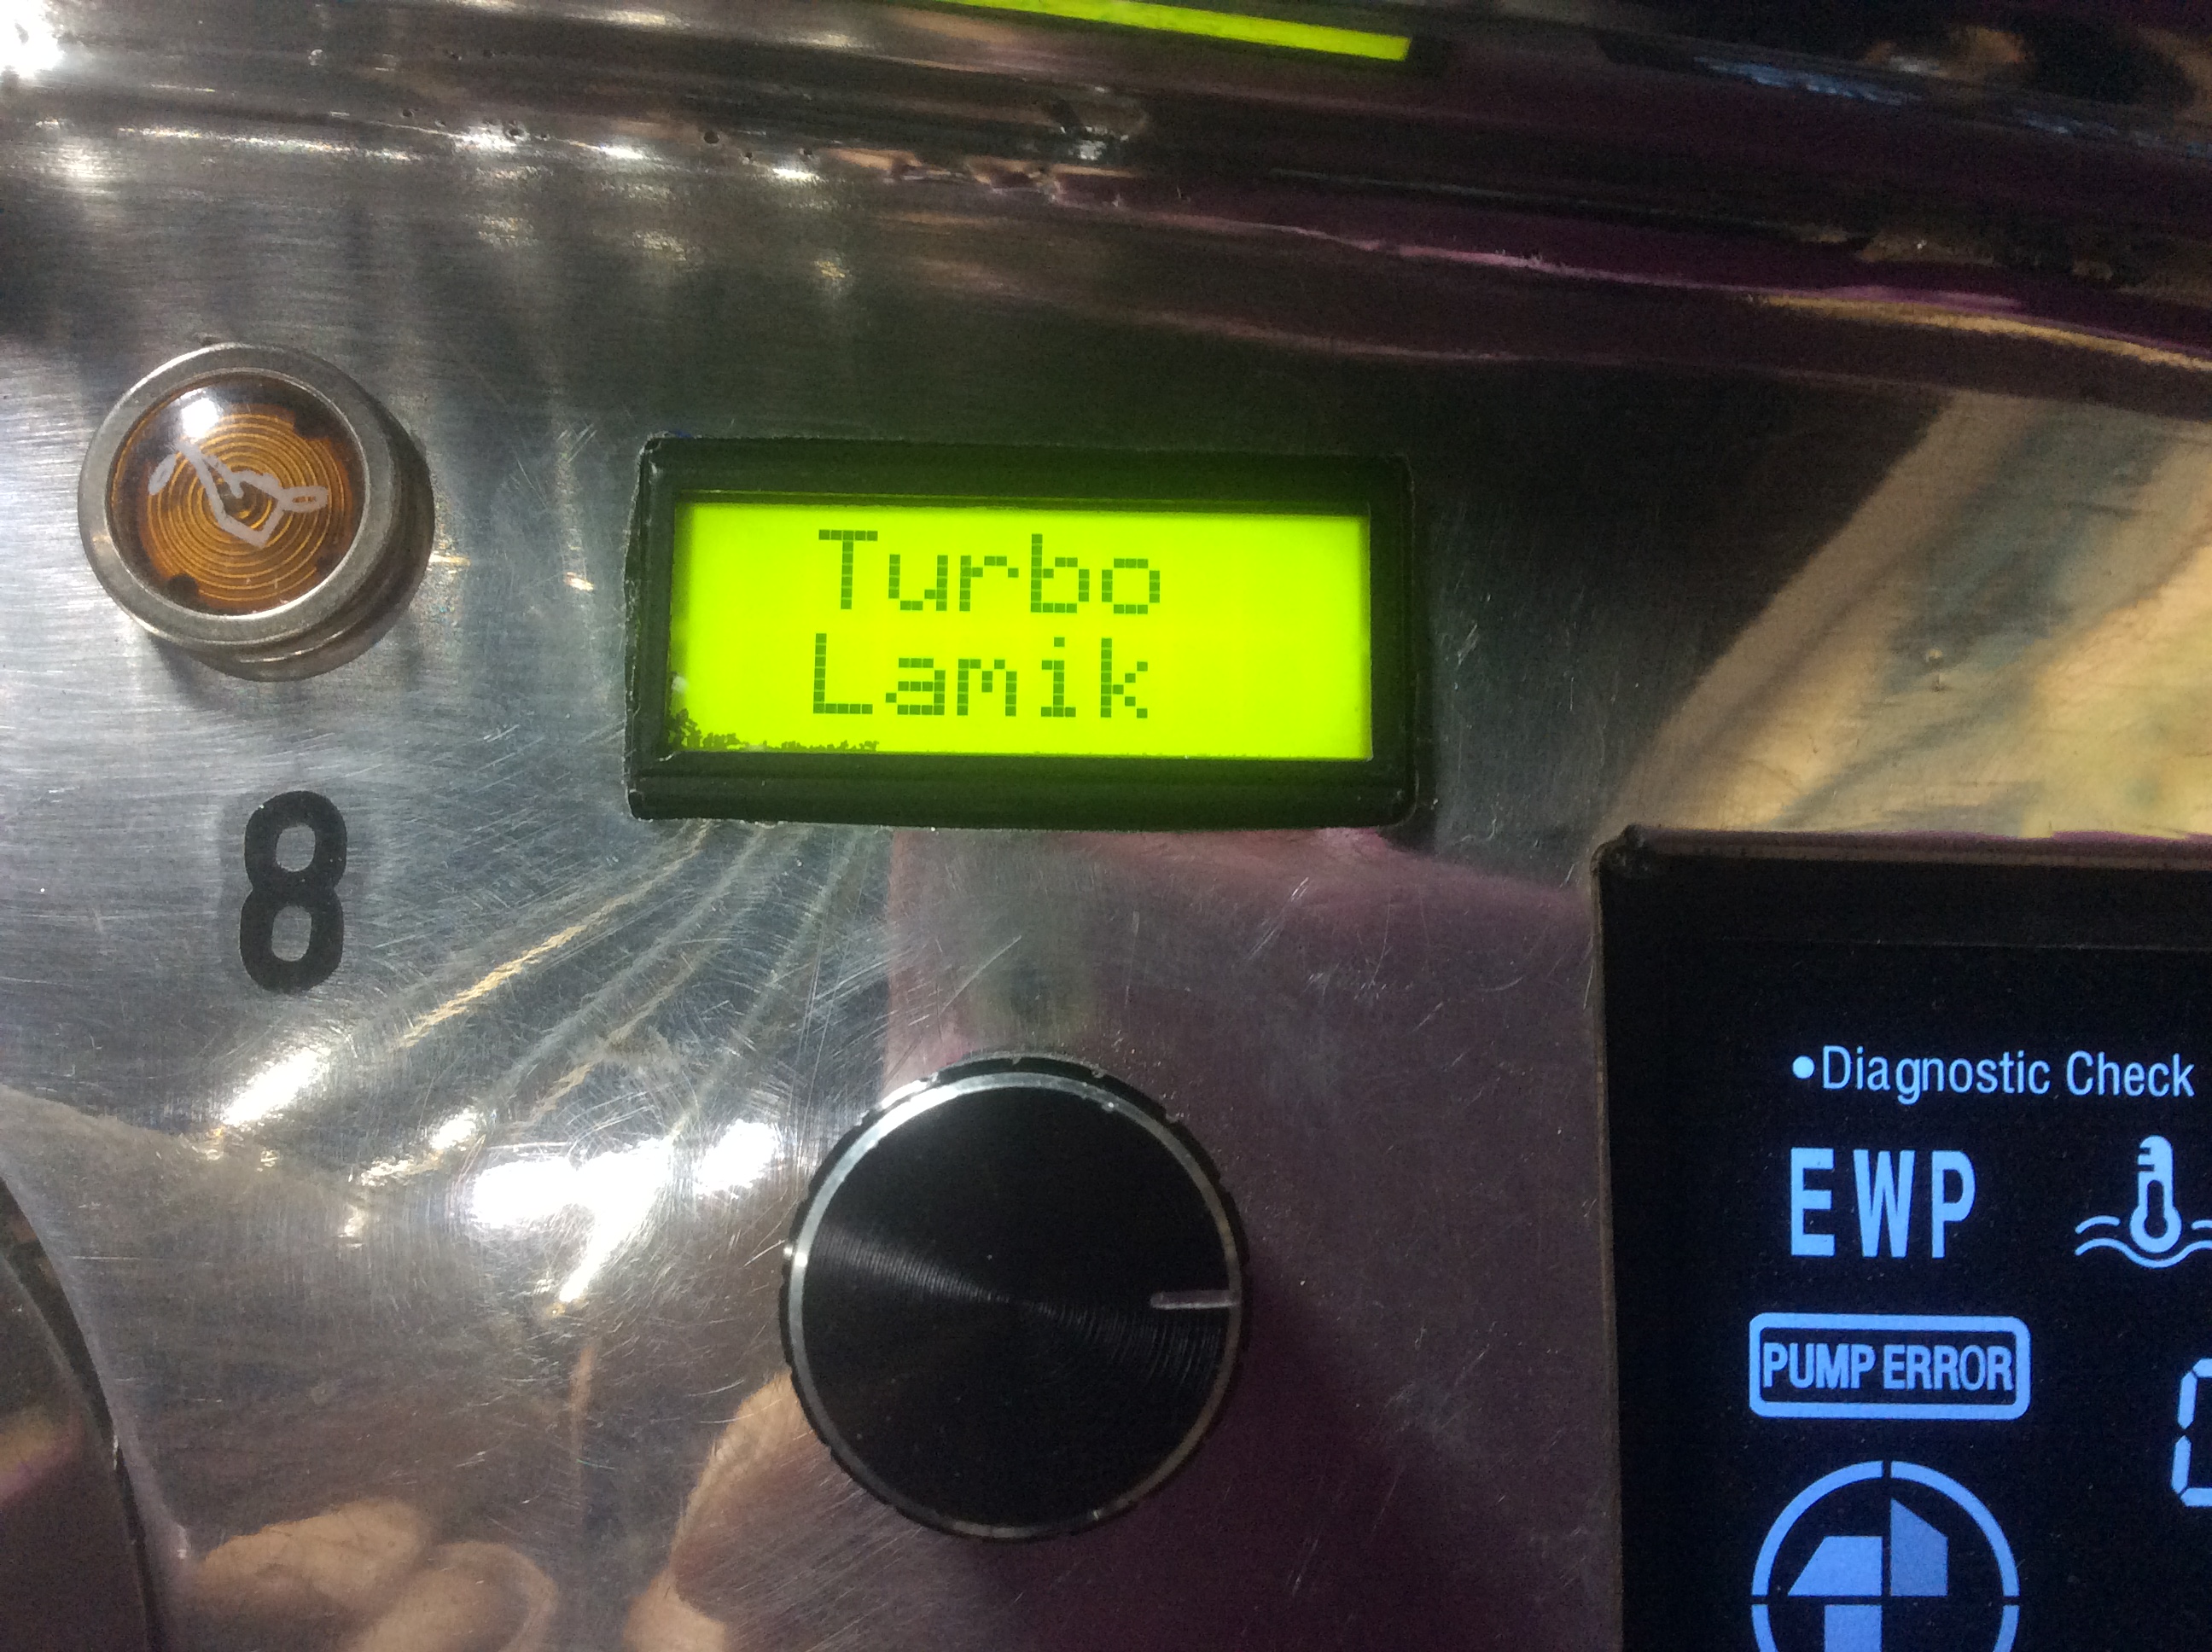 Turbo
Lamik
8
•Diagnostic Check
EWP
PUMP ERROR